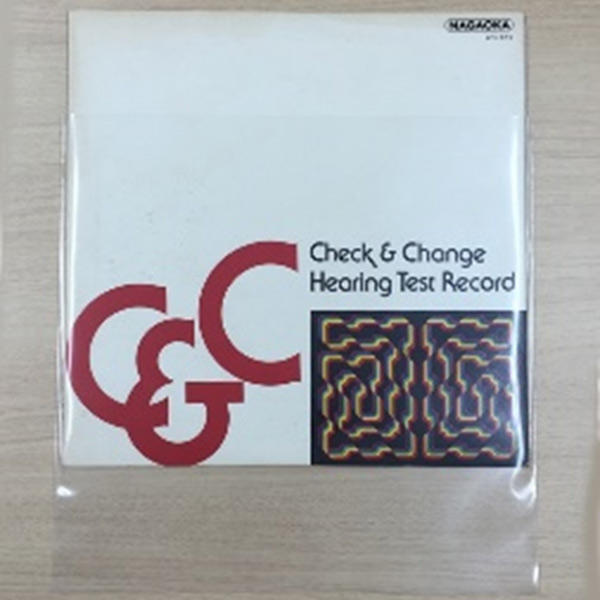 NAGAOKA
C&C
Check & Change
Hearing Test Record